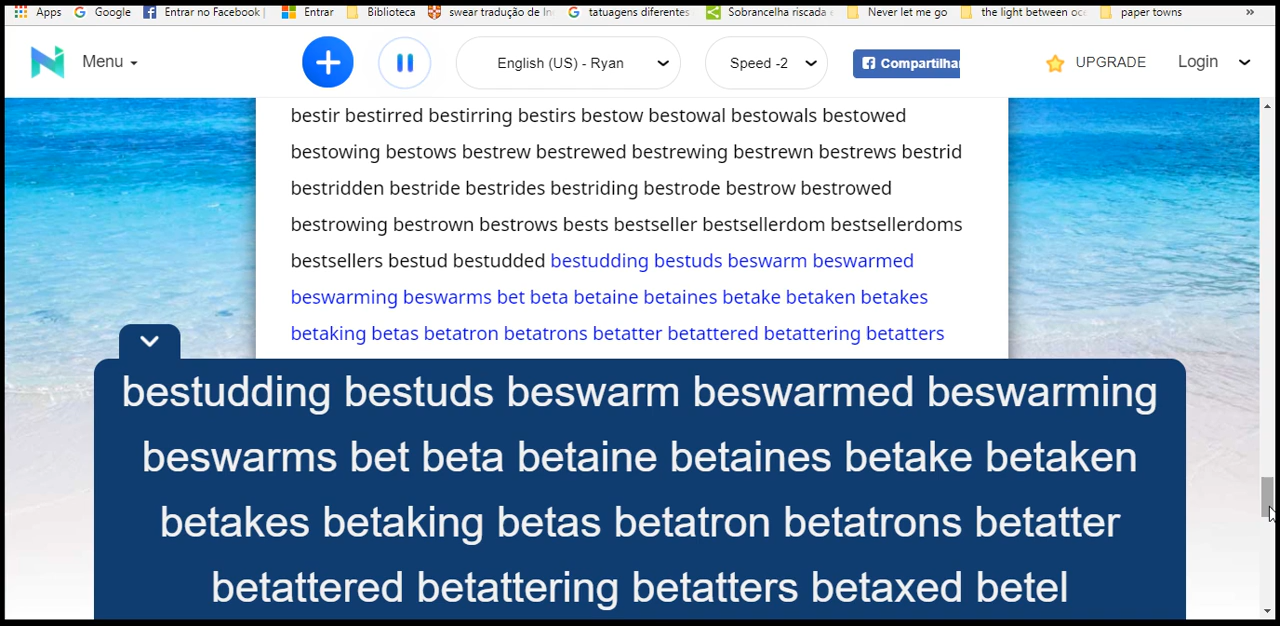 Apps Google Entrar no Facebook | Entrar Biblioteca swear tradução de In tatuagens diferentes Sobrancelha riscada Never let me go the light between oce paper towns »
Menu English (US) - Ryan Speed -2 Compartilhar UPGRADE Login
bestir bestirred bestirring bestirs bestow bestowal bestowals bestowed
bestowing bestows bestrew bestrewed bestrewing bestrewn bestrews bestrid
bestridden bestride bestrides bestriding bestrode bestrow bestrowed
bestrowing bestrown bestrows bests bestseller bestsellerdom bestsellerdoms
bestsellers bestud bestudded bestudding bestuds beswarm beswarmed
beswarming beswarms bet beta betaine betaines betake betaken betakes
betaking betas betatron betatrons betatter betattered betattering betatters
bestudding bestuds beswarm beswarmed beswarming
beswarms bet beta betaine betaines betake betaken
betakes betaking betas betatron betatrons betatter
betattered betattering betatters betaxed betel